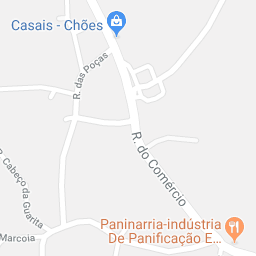 Casais - Chões
R. das Poças
R. do Comércio
R. Cabeço da Guarita
Marcoia
Paninarria-indústria
De Panificação E...